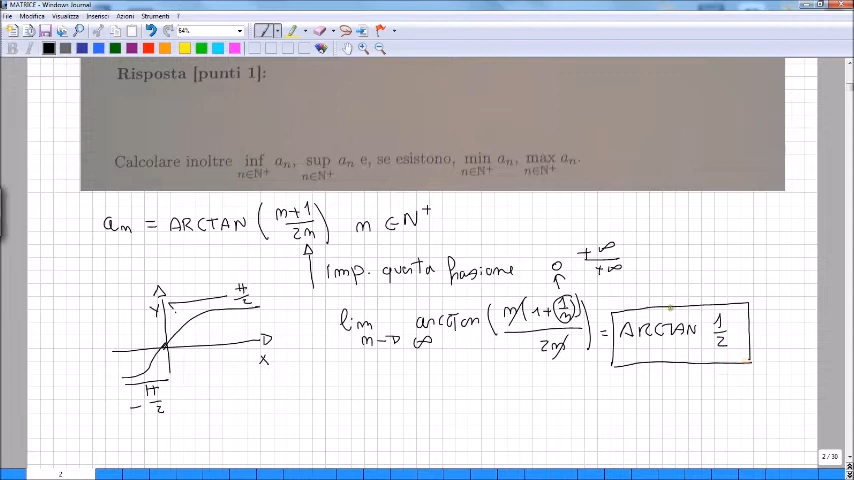 MATRICE - Windows Journal
File Modifica Visualizza Inserisci Azioni Strumenti ?
64%
Risposta [punti 1]:
Calcolare inoltre inf n∈N⁺ aₙ, sup n∈N⁺ aₙ e, se esistono, min n∈N⁺ aₙ, max n∈N⁺ aₙ.
aₙ = ARCTAN (n+1 / 2n) n ∈ N⁺
imp. questa frazione
+∞ / +∞
0
lim n→∞ arctan (n(1 + 1/n) / 2n) = ARCTAN 1/2
π/2
Y
X
- π/2
2 / 30
2